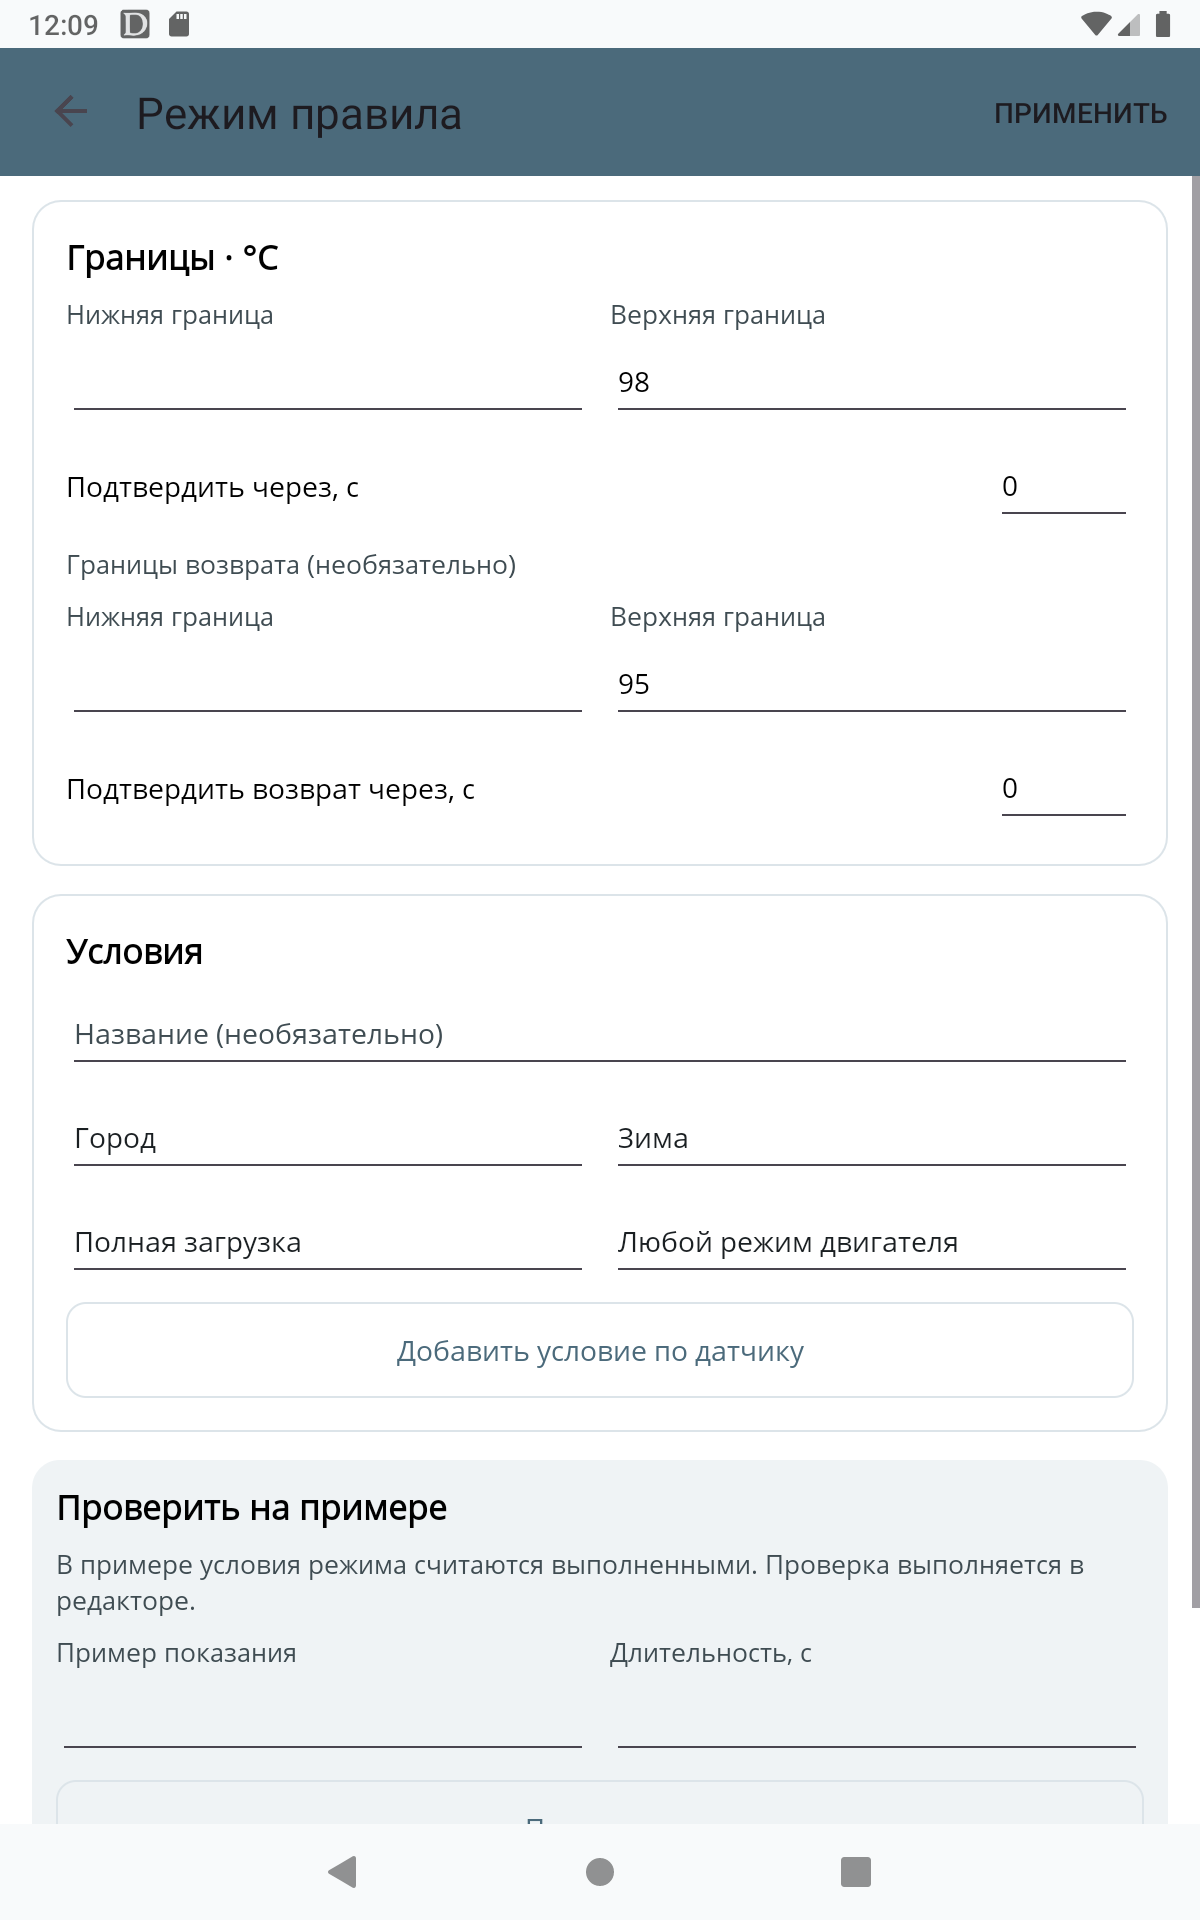 12:09
Режим правила
ПРИМЕНИТЬ
Границы · °C
Нижняя граница
Верхняя граница
98
Подтвердить через, с
0
Границы возврата (необязательно)
Нижняя граница
Верхняя граница
95
Подтвердить возврат через, с
0
Условия
Название (необязательно)
Город
Зима
Полная загрузка
Любой режим двигателя
Добавить условие по датчику
Проверить на примере
В примере условия режима считаются выполненными. Проверка выполняется в
редакторе.
Пример показания
Длительность, с